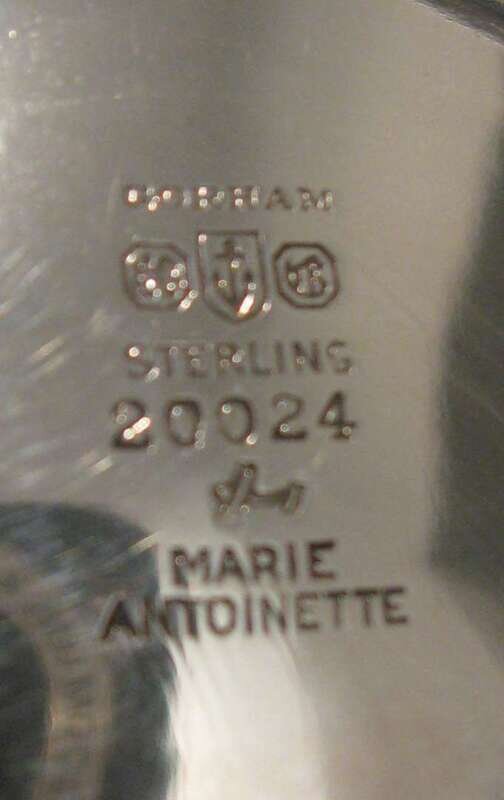 GORHAM
STERLING
20024
MARIE
ANTOINETTE